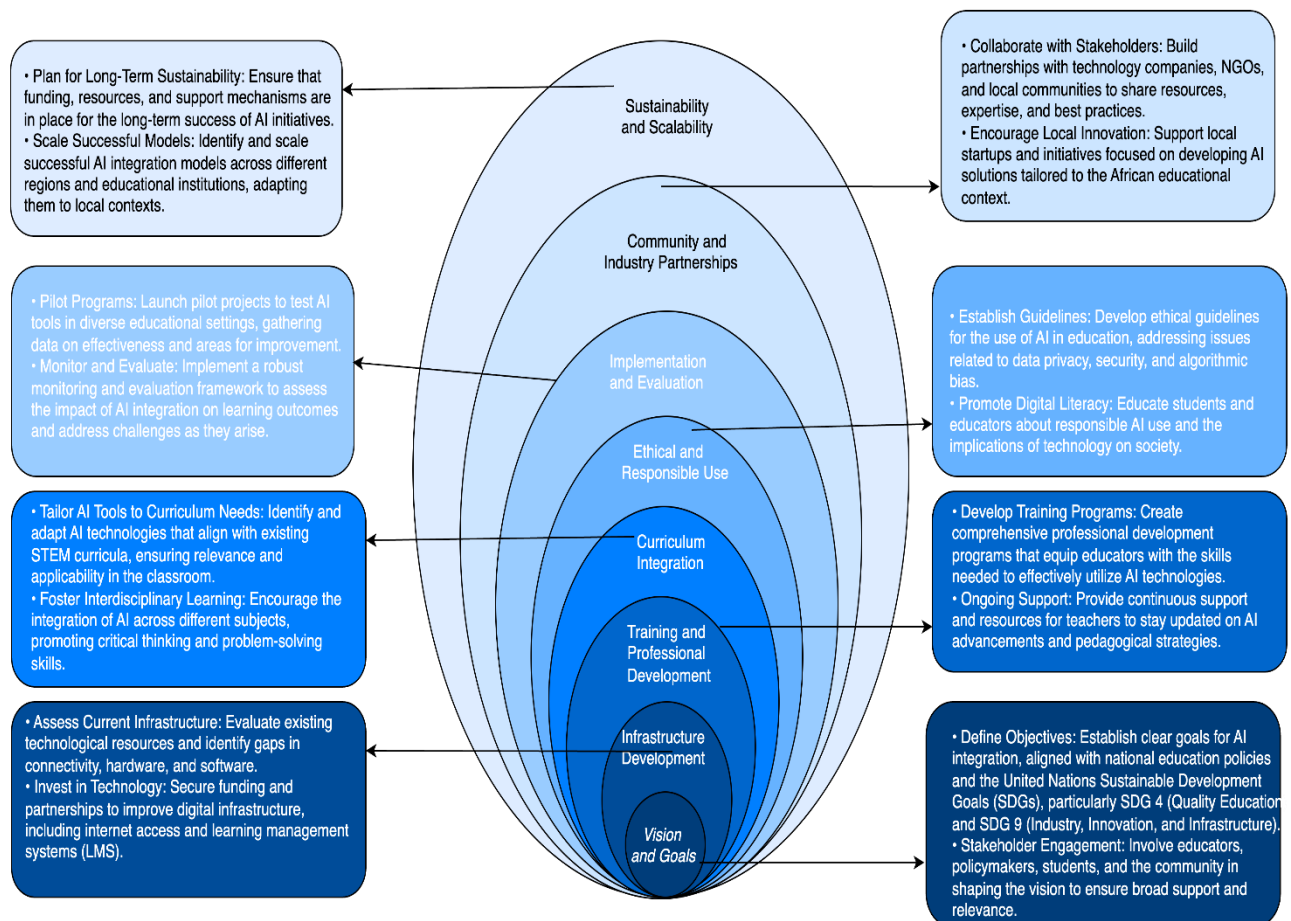 • Plan for Long-Term Sustainability: Ensure that
funding, resources, and support mechanisms are
in place for the long-term success of AI initiatives.
• Scale Successful Models: Identify and scale
successful AI integration models across different
regions and educational institutions, adapting
them to local contexts.
Sustainability
and Scalability
• Collaborate with Stakeholders: Build
partnerships with technology companies, NGOs,
and local communities to share resources,
expertise, and best practices.
• Encourage Local Innovation: Support local
startups and initiatives focused on developing AI
solutions tailored to the African educational
context.
Community and
Industry Partnerships
• Pilot Programs: Launch pilot projects to test AI
tools in diverse educational settings, gathering
data on effectiveness and areas for improvement.
• Monitor and Evaluate: Implement a robust
monitoring and evaluation framework to assess
the impact of AI integration on learning outcomes
and address challenges as they arise.
Implementation
and Evaluation
• Establish Guidelines: Develop ethical guidelines
for the use of AI in education, addressing issues
related to data privacy, security, and algorithmic
bias.
• Promote Digital Literacy: Educate students and
educators about responsible AI use and the
implications of technology on society.
Ethical and
Responsible Use
• Tailor AI Tools to Curriculum Needs: Identify and
adapt AI technologies that align with existing
STEM curricula, ensuring relevance and
applicability in the classroom.
• Foster Interdisciplinary Learning: Encourage the
integration of AI across different subjects,
promoting critical thinking and problem-solving
skills.
Curriculum
Integration
• Develop Training Programs: Create
comprehensive professional development
programs that equip educators with the skills
needed to effectively utilize AI technologies.
• Ongoing Support: Provide continuous support
and resources for teachers to stay updated on AI
advancements and pedagogical strategies.
Training and
Professional
Development
• Assess Current Infrastructure: Evaluate existing
technological resources and identify gaps in
connectivity, hardware, and software.
• Invest in Technology: Secure funding and
partnerships to improve digital infrastructure,
including internet access and learning management
systems (LMS).
Infrastructure
Development
• Define Objectives: Establish clear goals for AI
integration, aligned with national education policies
and the United Nations Sustainable Development
Goals (SDGs), particularly SDG 4 (Quality Education
and SDG 9 (Industry, Innovation, and Infrastructure).
• Stakeholder Engagement: Involve educators,
policymakers, students, and the community in
shaping the vision to ensure broad support and
relevance.
Vision
and Goals